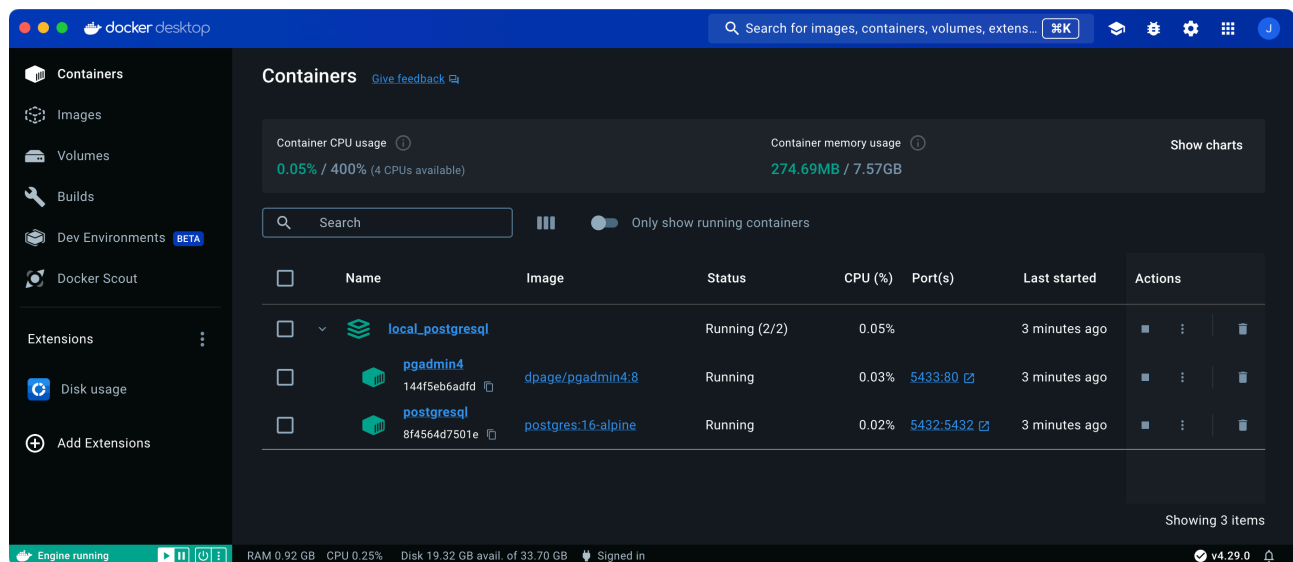 docker desktop
Search for images, containers, volumes, extens... ⌘K
J
Containers
Images
Volumes
Builds
Dev Environments BETA
Docker Scout
Extensions
Disk usage
Add Extensions
Containers Give feedback
Container CPU usage
0.05% / 400% (4 CPUs available)
Container memory usage
274.69MB / 7.57GB
Show charts
Search
Only show running containers
Name Image Status CPU (%) Port(s) Last started Actions
local_postgresql Running (2/2) 0.05% 3 minutes ago
pgadmin4
144f5eb6adfd
dpage/pgadmin4:8 Running 0.03% 5433:80 3 minutes ago
postgresql
8f4564d7501e
postgres:16-alpine Running 0.02% 5432:5432 3 minutes ago
Showing 3 items
Engine running
RAM 0.92 GB CPU 0.25% Disk 19.32 GB avail. of 33.70 GB Signed in
v4.29.0